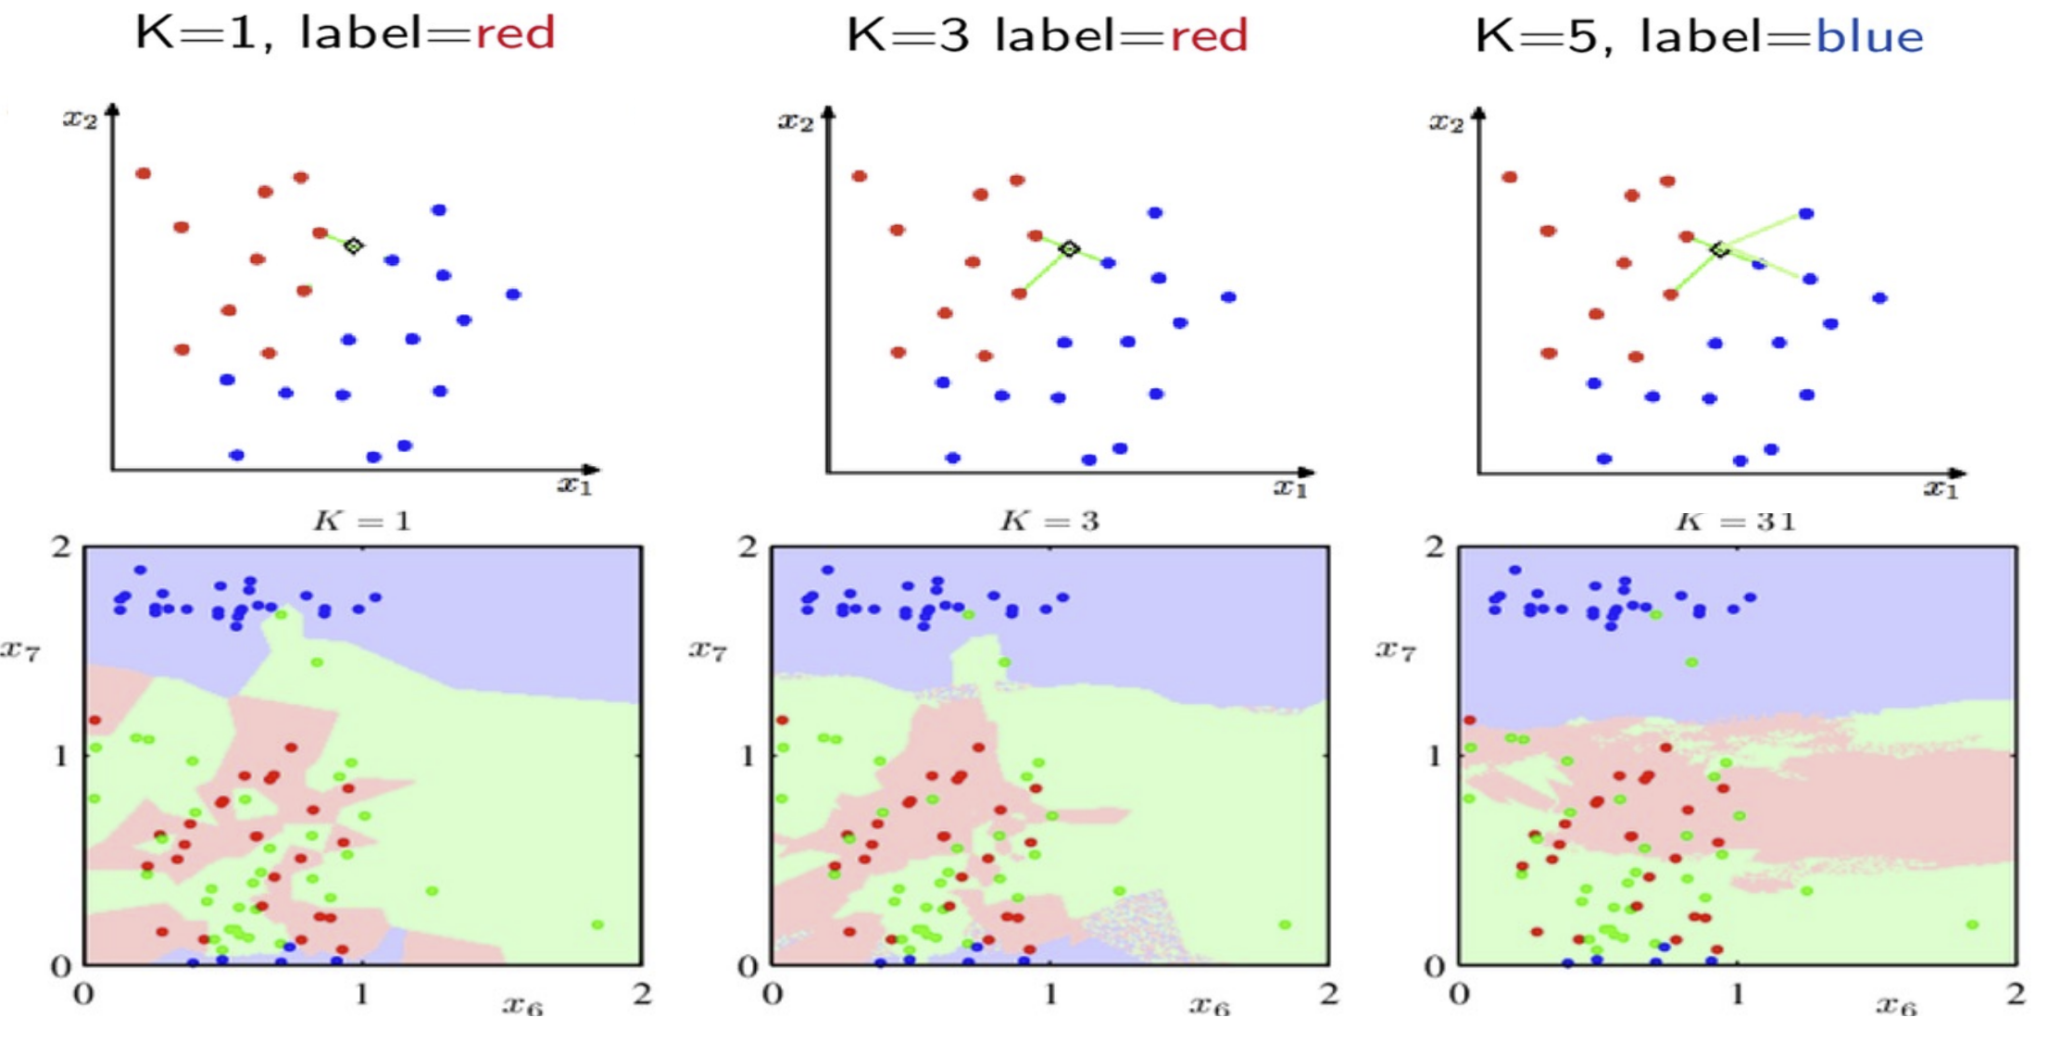 K=1, label=red
K=3 label=red
K=5, label=blue
x₂
x₂
x₂
x₁
x₁
x₁
K = 1
K = 3
K = 31
2
x₇
1
0
0
1
x₆
2
2
x₇
1
0
0
1
x₆
2
2
x₇
1
0
0
1
x₆
2